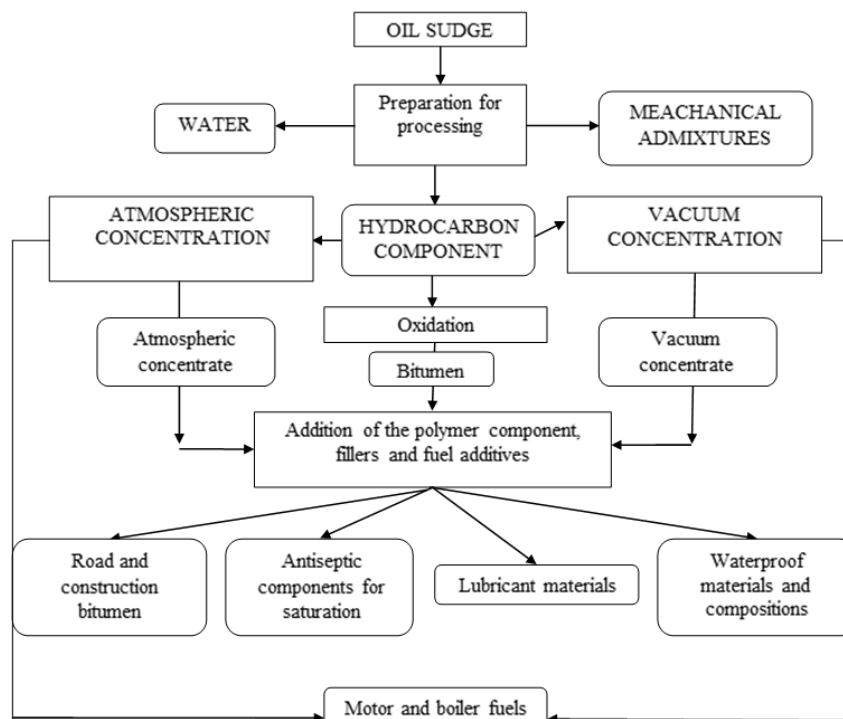 OIL SUDGE
Preparation for
processing
WATER
MEACHANICAL
ADMIXTURES
ATMOSPHERIC
CONCENTRATION
HYDROCARBON
COMPONENT
VACUUM
CONCENTRATION
Oxidation
Atmospheric
concentrate
Vacuum
concentrate
Bitumen
Addition of the polymer component,
fillers and fuel additives
Road and
construction
bitumen
Antiseptic
components for
saturation
Lubricant materials
Waterproof
materials and
compositions
Motor and boiler fuels